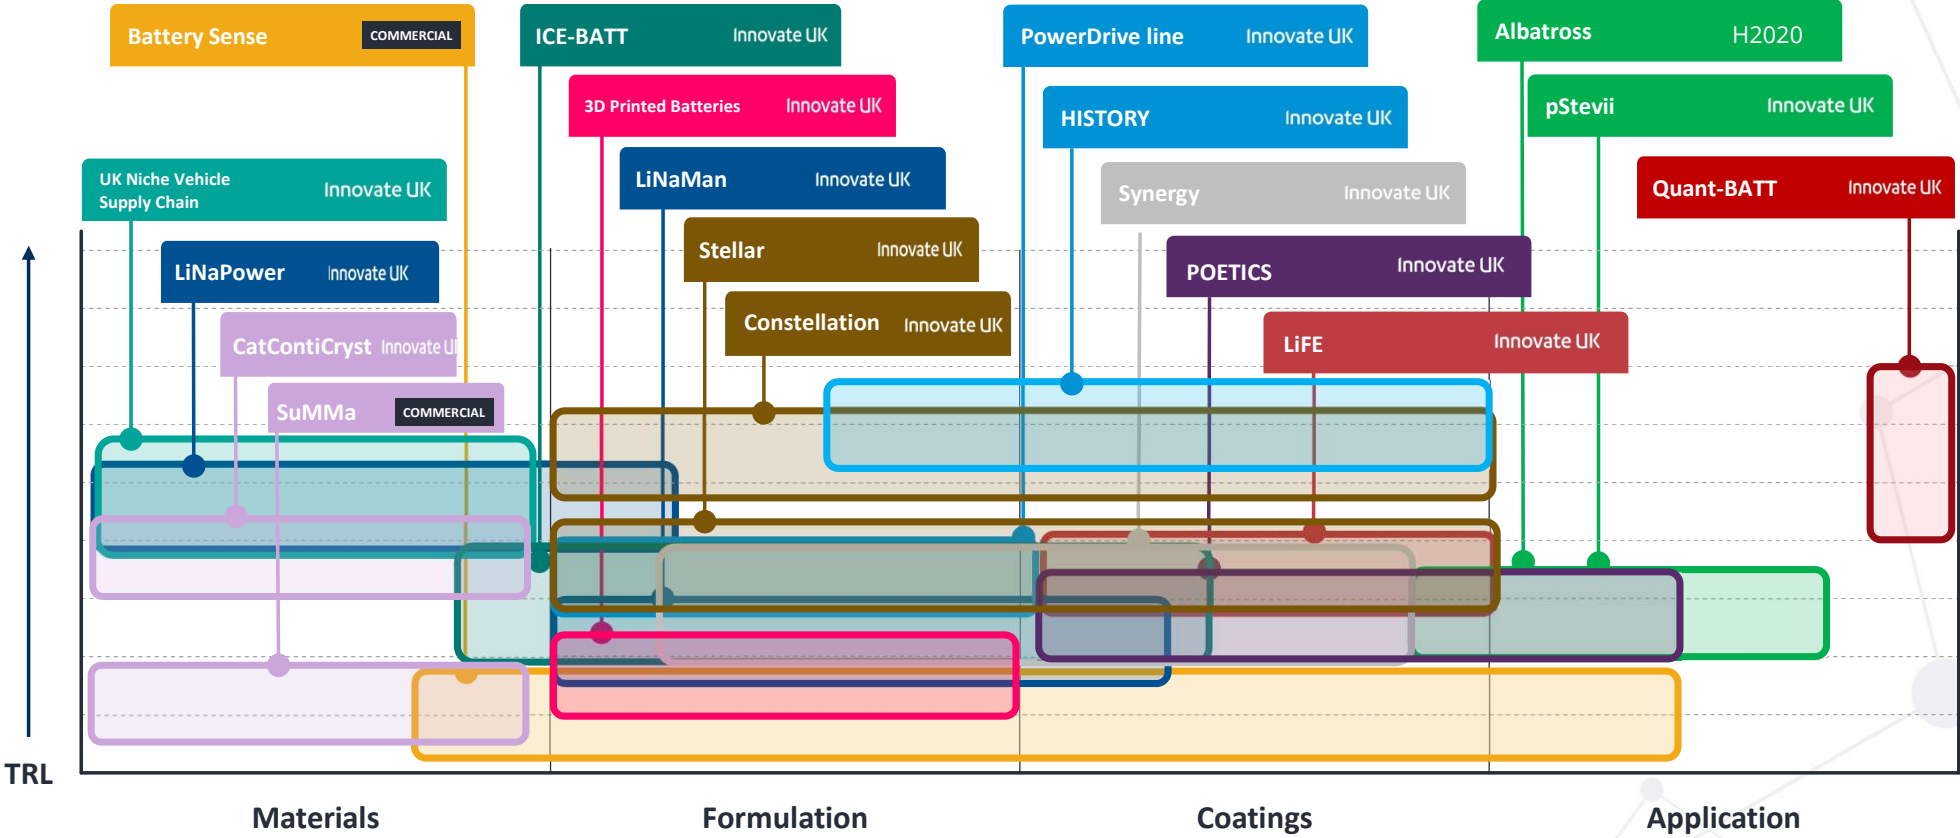 Battery Sense COMMERCIAL
ICE-BATT Innovate UK
PowerDrive line Innovate UK
Albatross H2020
3D Printed Batteries Innovate UK
HISTORY Innovate UK
pStevii Innovate UK
UK Niche Vehicle
Supply Chain Innovate UK
LiNaMan Innovate UK
Synergy Innovate UK
Quant-BATT Innovate UK
LiNaPower Innovate UK
Stellar Innovate UK
POETICS Innovate UK
CatContiCryst Innovate UK
Constellation Innovate UK
LiFE Innovate UK
SuMMa COMMERCIAL
TRL
Materials Formulation Coatings Application